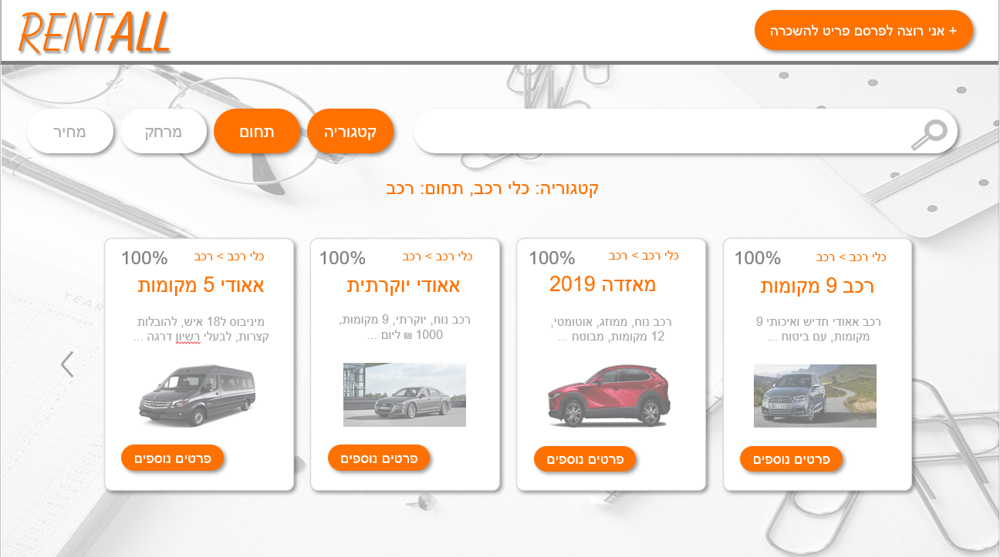 RENTALL
+ אני רוצה לפרסם פריט להשכרה
קטגוריה
תחום
מרחק
מחיר
קטגוריה: כלי רכב, תחום: רכב
כלי רכב > רכב
100%
רכב 9 מקומות
רכב אאודי חדיש ואיכותי 9
מקומות, עם ביטוח ...
פרטים נוספים
כלי רכב > רכב
100%
מאזדה 2019
רכב נוח, ממוזג, אוטומטי,
12 מקומות, מבוטח ...
פרטים נוספים
כלי רכב > רכב
100%
אאודי יוקרתית
רכב נוח, יוקרתי, 9 מקומות,
1000 ₪ ליום ...
פרטים נוספים
כלי רכב > רכב
100%
אאודי 5 מקומות
מיניבוס ל18 איש, להובלות
קצרות, לבעלי רשיון דרגה ...
פרטים נוספים
YEAR
NOVEMBER